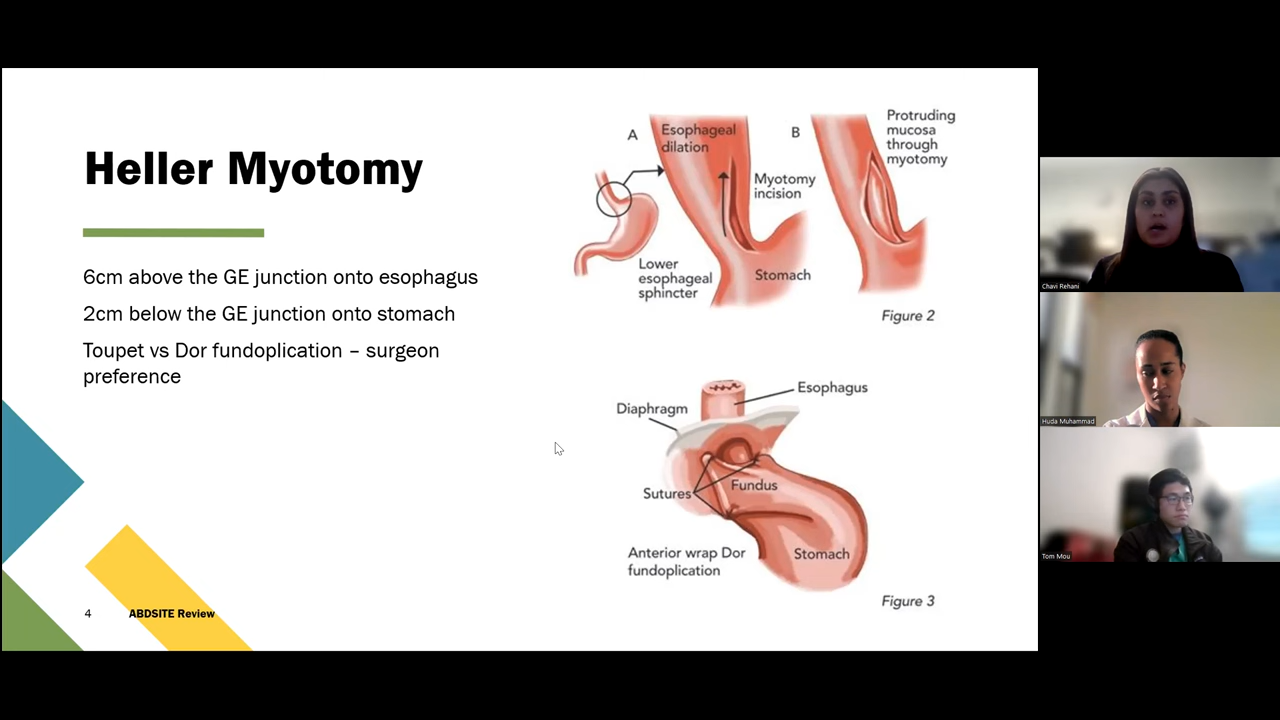 Heller Myotomy
6cm above the GE junction onto esophagus
2cm below the GE junction onto stomach
Toupet vs Dor fundoplication – surgeon
preference
A
Esophageal
dilation
B
Protruding
mucosa
through
myotomy
Myotomy
incision
Lower
esophageal
sphincter
Stomach
Figure 2
Esophagus
Diaphragm
Sutures
Fundus
Anterior wrap Dor
fundoplication
Stomach
Figure 3
4
ABDSITE Review
Chavi Rehani
Huda Muhammad
Tom Mou